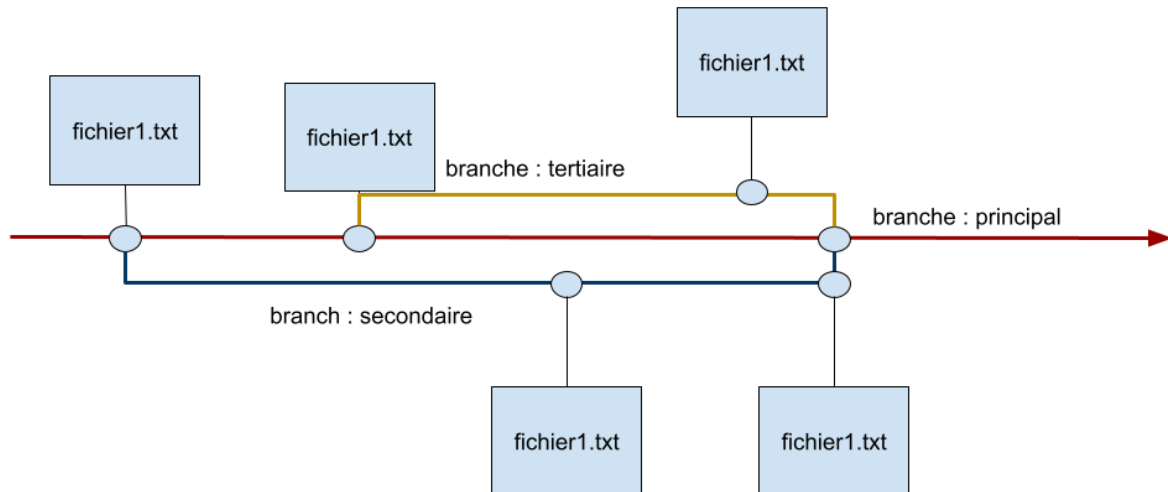 fichier1.txt
fichier1.txt
fichier1.txt
branche : tertiaire
branche : principal
branch : secondaire
fichier1.txt
fichier1.txt